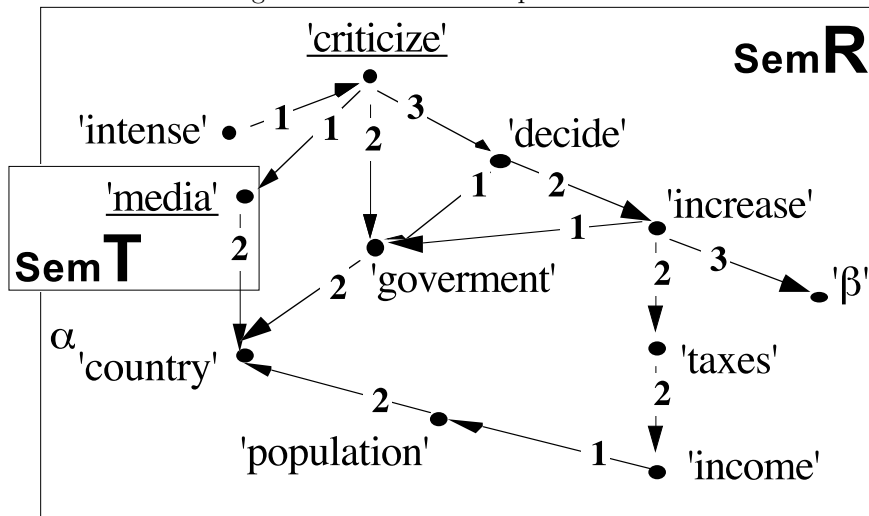 'criticize'
SemR
1
3
'intense'
1
2
'decide'
1
2
'media'
'increase'
2
1
SemT
3
2
'goverment'
2
'β'
α
'country'
'taxes'
2
2
'population'
1
'income'